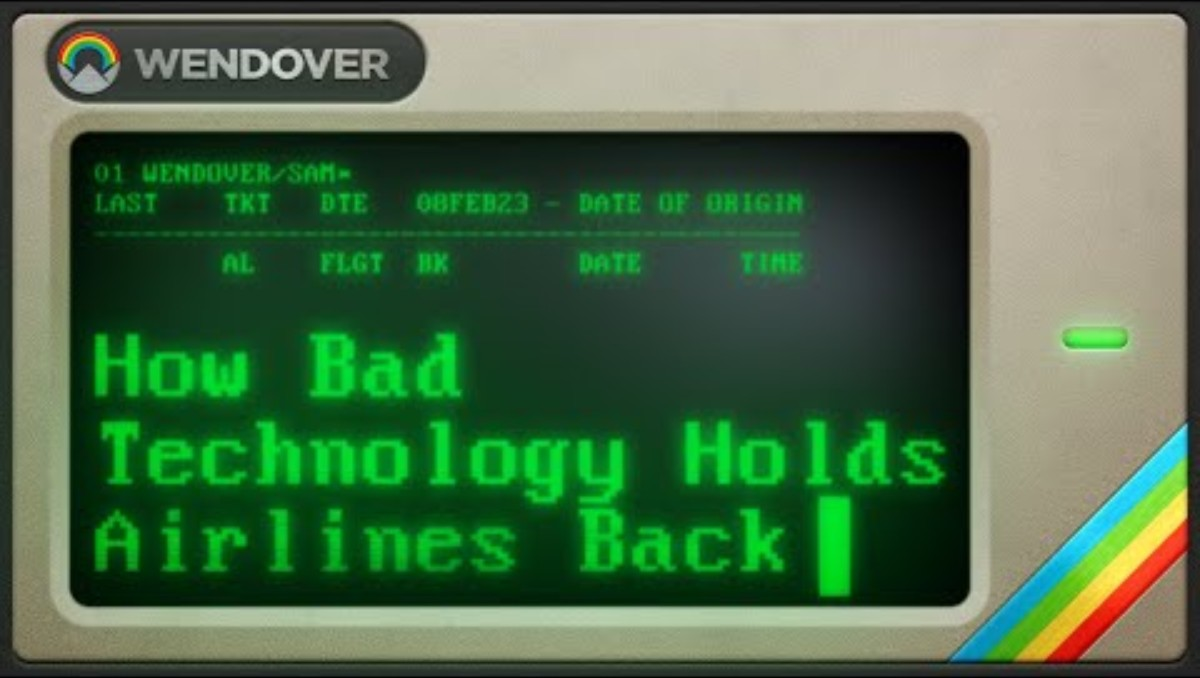 WENDOVER
01 WENDOVER/SAM-
LAST TKT DTE 08FEB23 - DATE OF ORIGIN
AL FLGT BK DATE TIME
How Bad
Technology Holds
Airlines Back